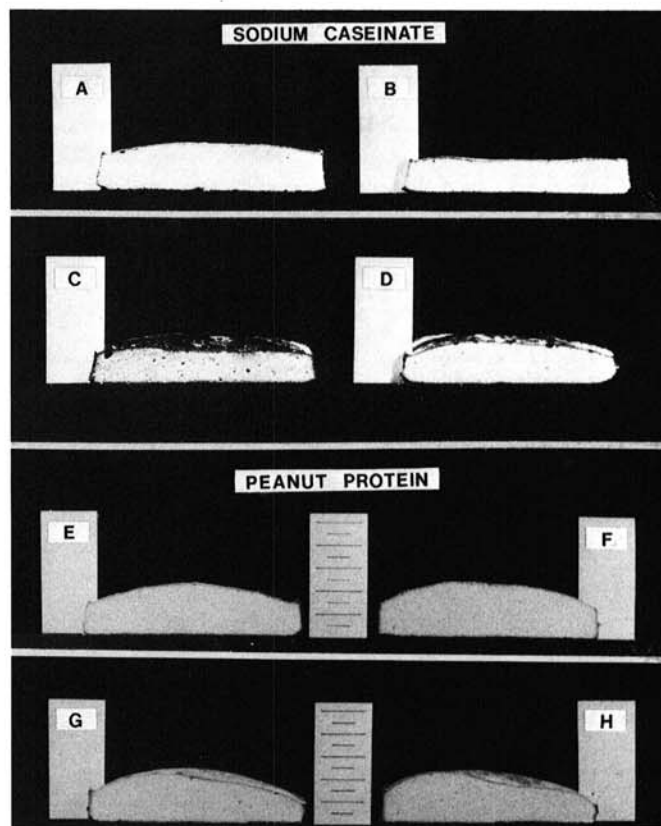 SODIUM CASEINATE
A B
C D
PEANUT PROTEIN
E F
G H